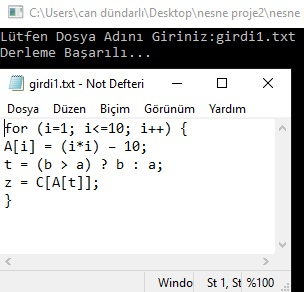 C:\Users\can dündarlı\Desktop\nesne proje2\nesne
Lütfen Dosya Adını Giriniz:girdi1.txt
Derleme Başarılı...
girdi1.txt - Not Defteri
Dosya Düzen Biçim Görünüm Yardım
for (i=1; i<=10; i++) {
A[i] = (i*i) – 10;
t = (b > a) ? b : a;
z = C[A[t]];
}
Windo St 1, St %100